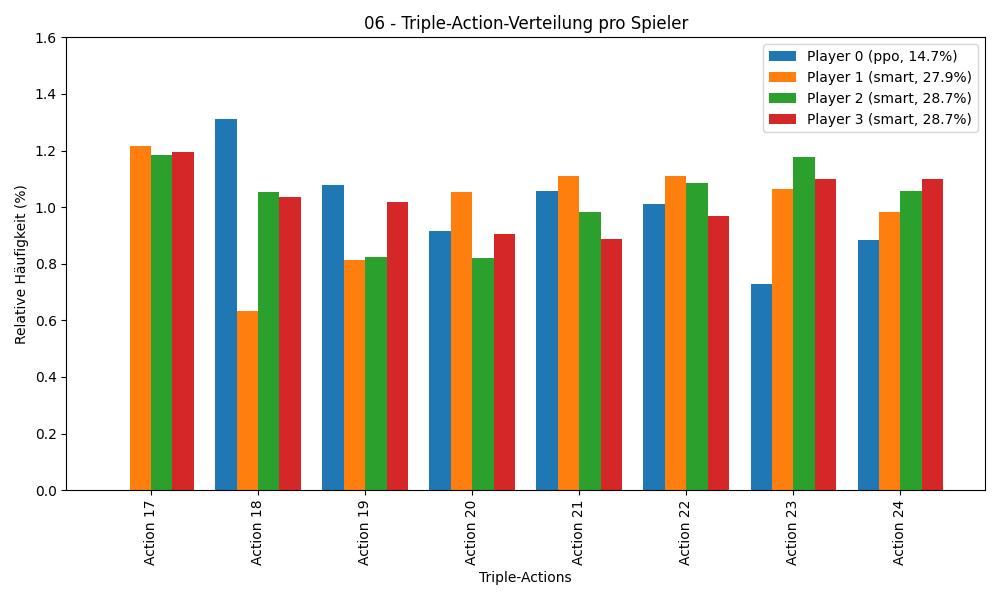 06 - Triple-Action-Verteilung pro Spieler
Player 0 (ppo, 14.7%)
Player 1 (smart, 27.9%)
Player 2 (smart, 28.7%)
Player 3 (smart, 28.7%)
Relative Häufigkeit (%)
1.6
1.4
1.2
1.0
0.8
0.6
0.4
0.2
0.0
Action 17
Action 18
Action 19
Action 20
Action 21
Action 22
Action 23
Action 24
Triple-Actions